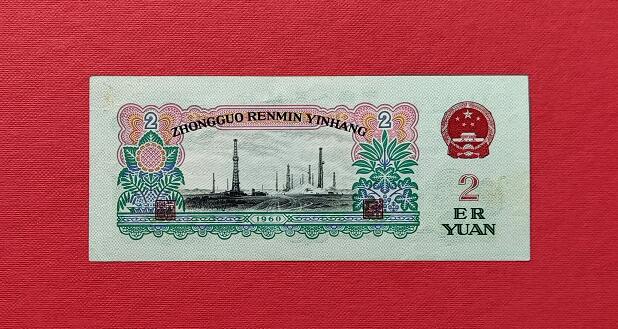 2
ZHONGGUO RENMIN YINHANG
2
1960
2
ER
YUAN